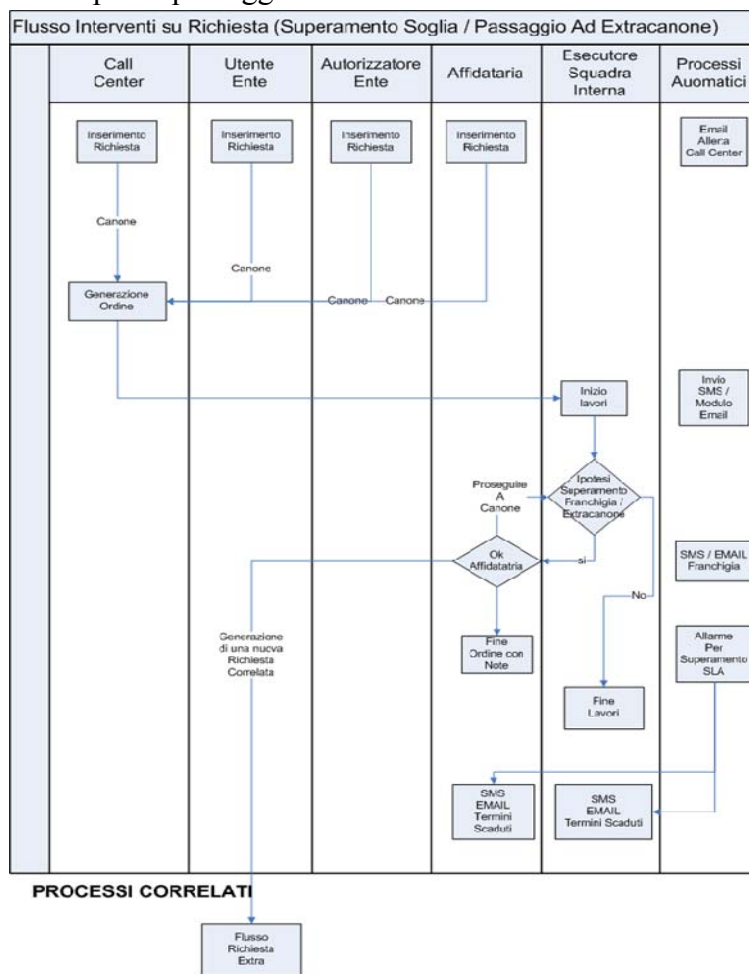 Flusso Interventi su Richiesta (Superamento Soglia / Passaggio Ad Extracanone)
Call
Center
Utente
Ente
Autorizzatore
Ente
Affidataria
Esecutore
Squadra
Interna
Processi
Auomatici
Inserimento
Richiesta
Inserimento
Richiesta
Inserimento
Richiesta
Inserimento
Richiesta
Email
Allerta
Call Center
Canone
Canone
Generazione
Ordine
Canone
Canone
Inizio
lavori
Invio
SMS /
Modulo
Email
Proseguire
A
Canone
Ipotesi
Superamento
Franchigia /
Extracanone
Ok
Affidatatria
si
SMS / EMAIL
Franchigia
No
Generazione
di una nuova
Richiesta
Correlata
Fine
Ordine con
Note
Allarme
Per
Superamento
SLA
Fine
Lavori
SMS
EMAIL
Termini
Scaduti
SMS
EMAIL
Termini Scaduti
PROCESSI CORRELATI
Flusso
Richiesta
Extra